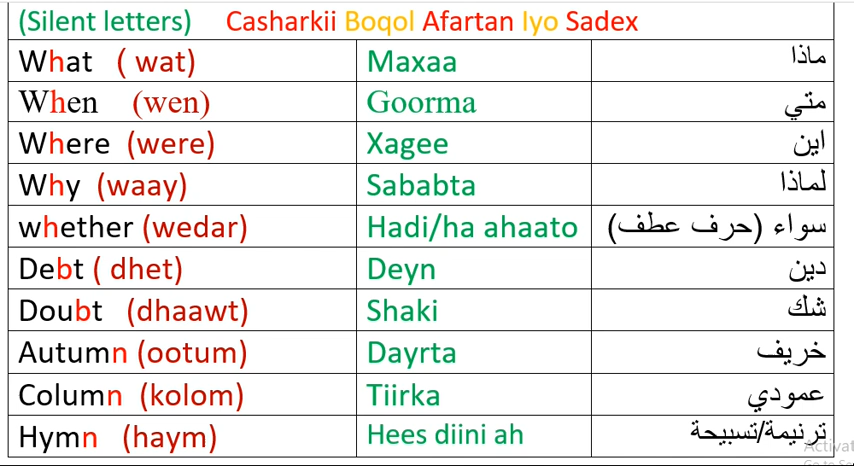 (Silent letters) Casharkii Boqol Afartan Iyo Sadex
What ( wat) Maxaa ماذا
When (wen) Goorma متي
Where (were) Xagee اين
Why (waay) Sababta لماذا
whether (wedar) Hadi/ha ahaato سواء (حرف عطف)
Debt ( dhet) Deyn دين
Doubt (dhaawt) Shaki شك
Autumn (ootum) Dayrta خريف
Column (kolom) Tiirka عمودي
Hymn (haym) Hees diini ah ترنيمة/تسبيحة
Activat